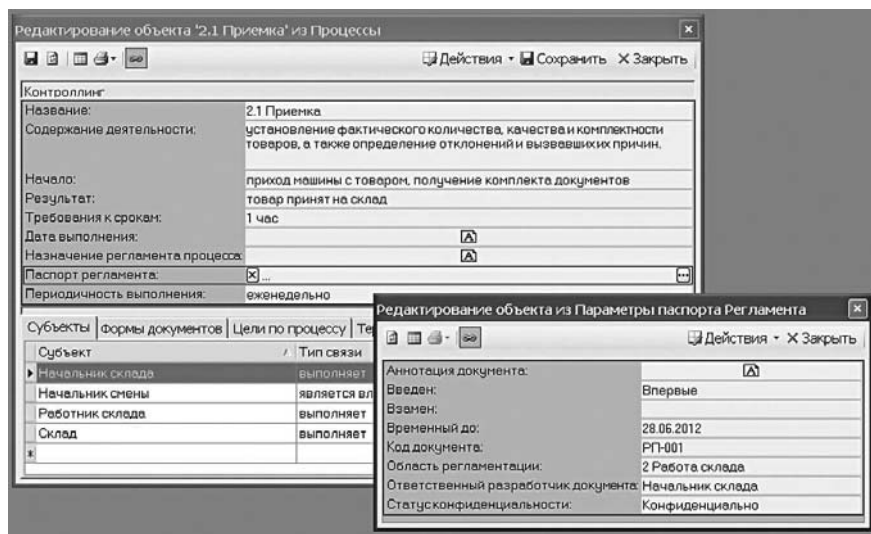 Редактирование объекта '2.1 Приемка' из Процессы
Действия Сохранить Закрыть
Контроллинг
Название: 2.1 Приемка
Содержание деятельности: установление фактического количества, качества и комплектности
товаров, а также определение отклонений и вызвавших их причин.
Начало: приход машины с товаром, получение комплекта документов
Результат: товар принят на склад
Требования к срокам: 1 час
Дата выполнения:
Назначение регламента процесса:
Паспорт регламента: ...
Периодичность выполнения: еженедельно
Субъекты Формы документов Цели по процессу
Субъект Тип связи
Начальник склада выполняет
Начальник смены является
Работник склада выполняет
Склад выполняет
Редактирование объекта из Параметры паспорта Регламента
Действия Закрыть
Аннотация документа:
Введен: Впервые
Взамен:
Временный до: 28.06.2012
Код документа: РП-001
Область регламентации: 2 Работа склада
Ответственный разработчик документа: Начальник склада
Статус конфиденциальности: Конфиденциально